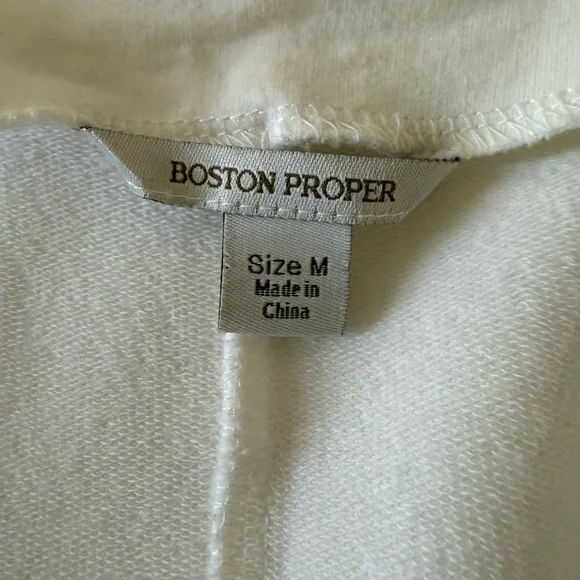 BOSTON PROPER
Size M
Made in
China